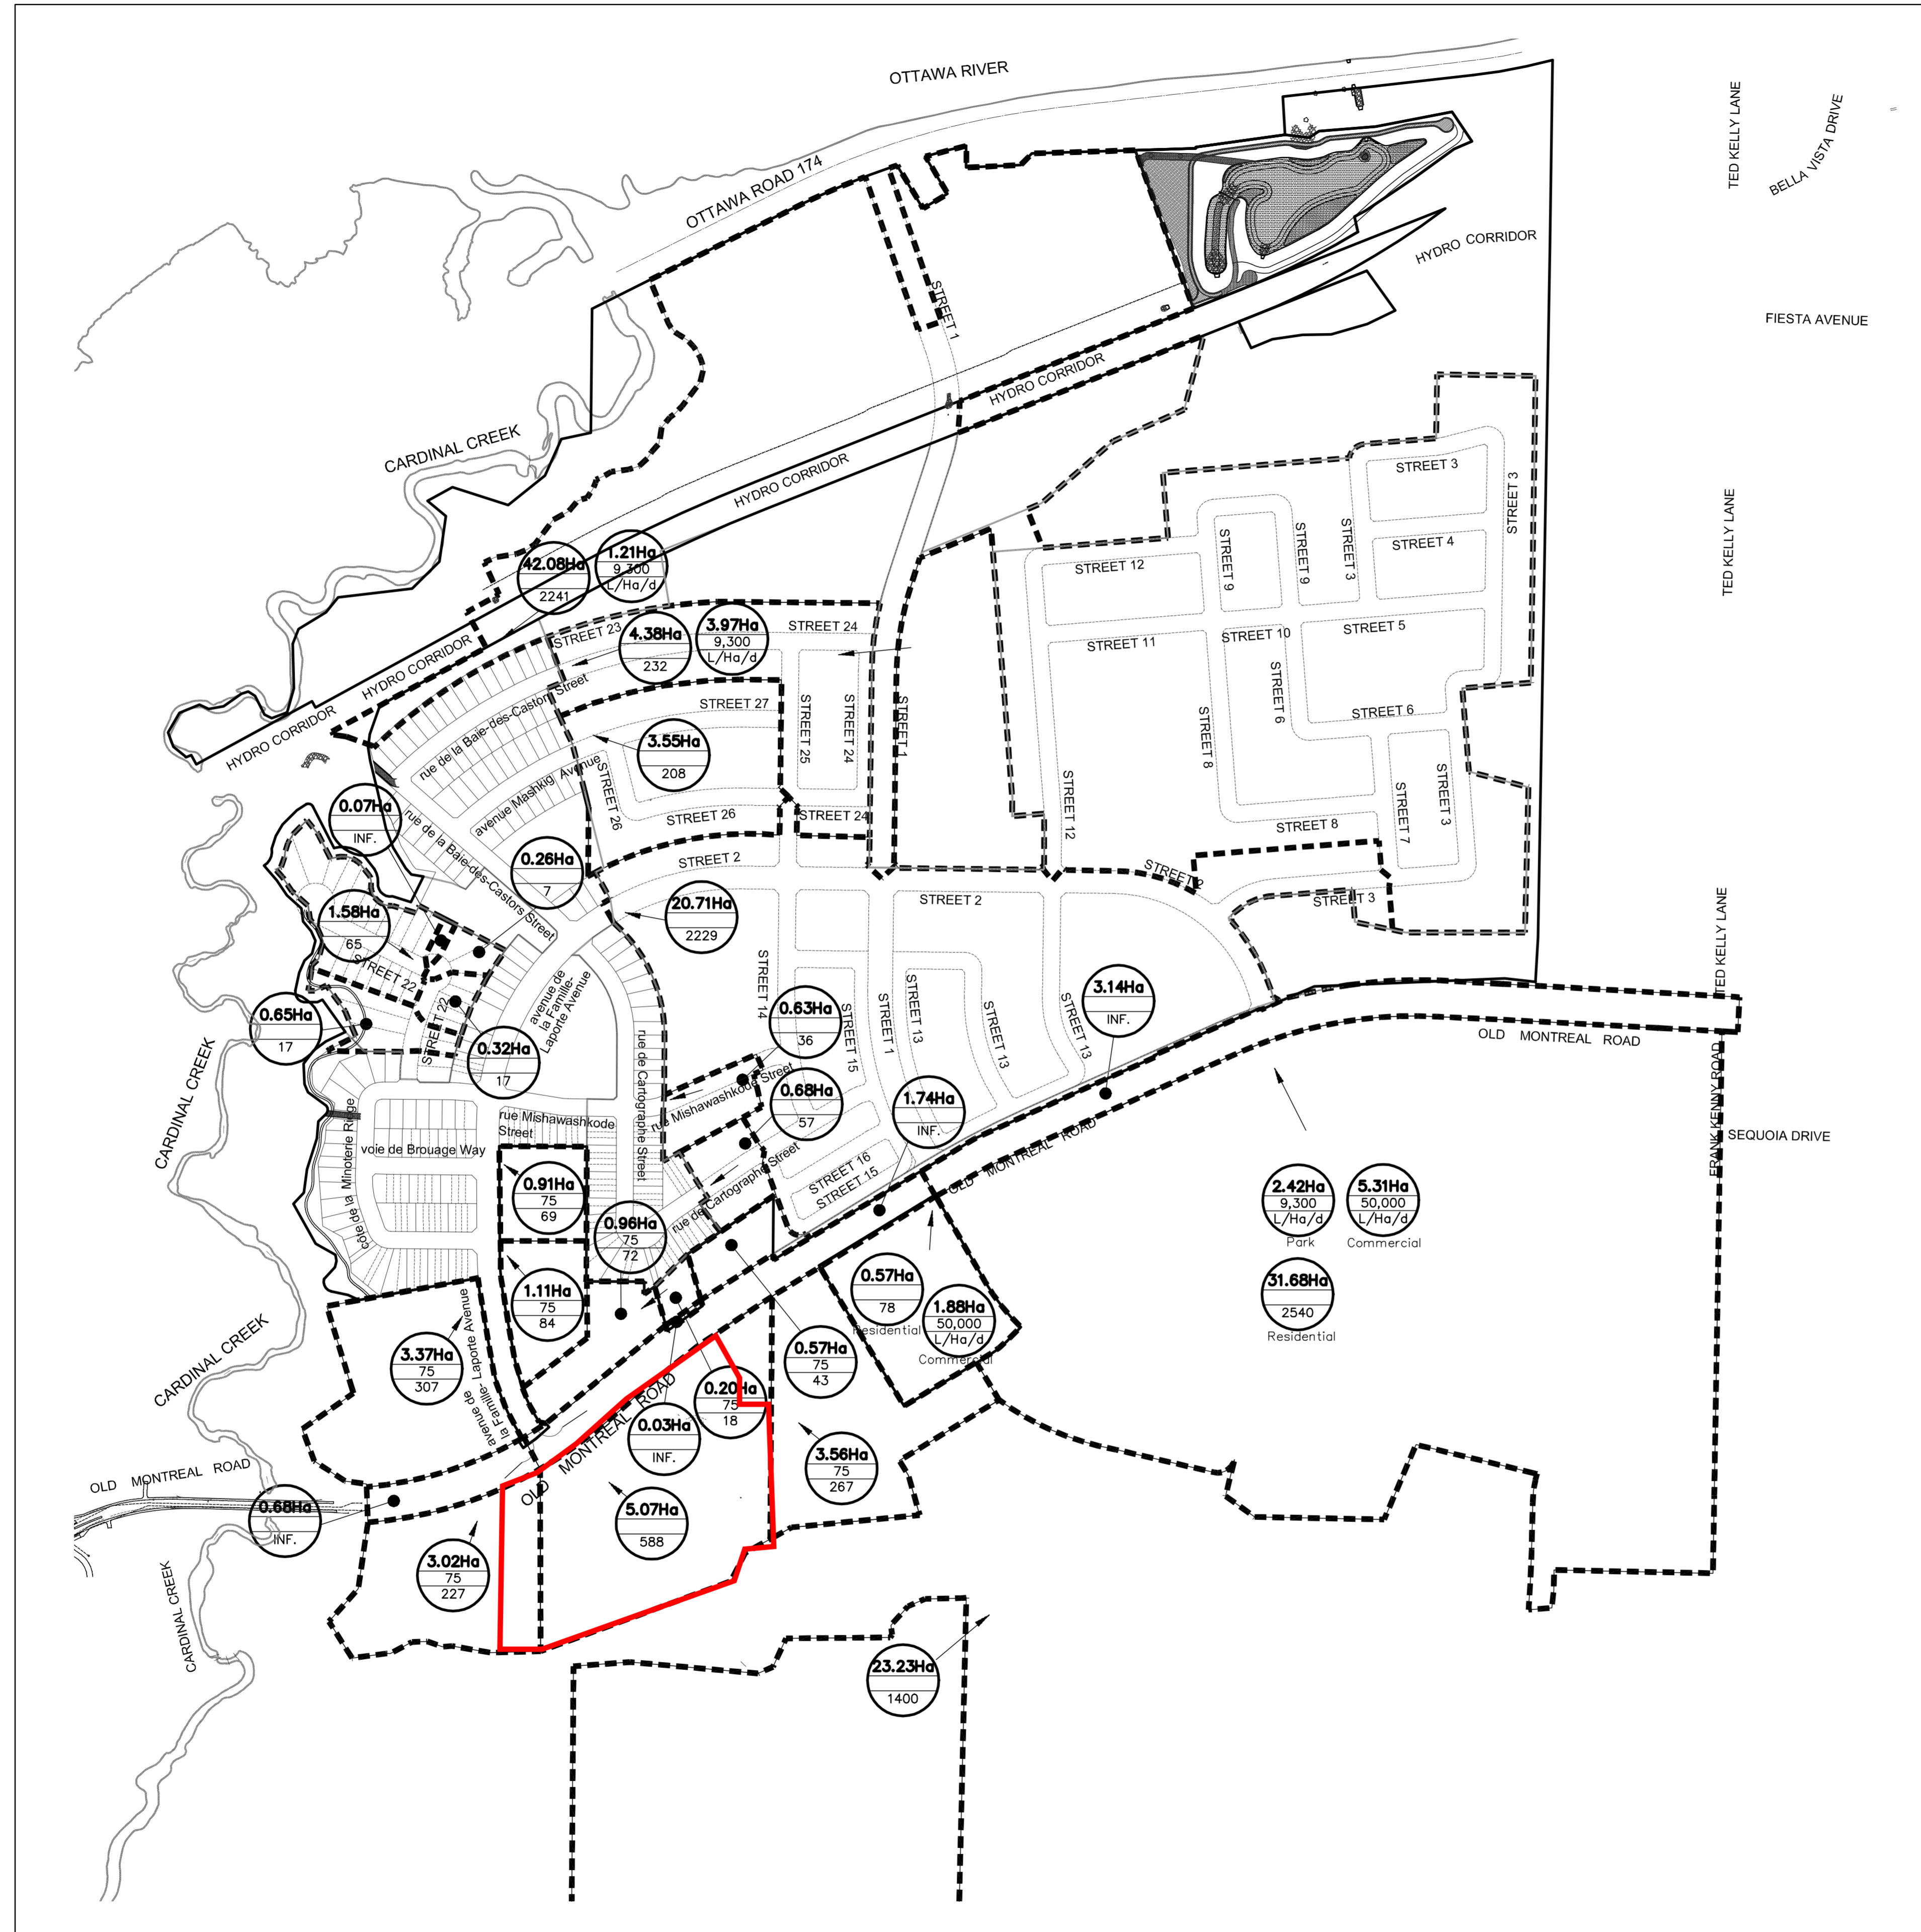 OTTAWA RIVER
TED KELLY LANE
BELLA VISTA DRIVE
OTTAWA ROAD 174
HYDRO CORRIDOR
STREET 1
FIESTA AVENUE
HYDRO CORRIDOR
CARDINAL CREEK
HYDRO CORRIDOR
STREET 3
STREET 3
TED KELLY LANE
STREET 9
STREET 9
STREET 3
STREET 4
42.08Ha
2241
1.21Ha
9,300
L/Ha/d
STREET 12
STREET 23
4.38Ha
232
3.97Ha
9,300
L/Ha/d
STREET 24
STREET 11
STREET 10
STREET 5
HYDRO CORRIDOR
HYDRO CORRIDOR
rue de la Baie-des-Castors Street
STREET 27
STREET 25
STREET 24
STREET 1
STREET 6
STREET 6
STREET 8
3.55Ha
208
avenue Mashkig Avenue
STREET 26
STREET 26
STREET 24
STREET 12
STREET 8
STREET 7
STREET 3
0.07Ha
INF.
rue de la Baie-des-Castors Street
0.26Ha
7
STREET 2
STREET 2
STREET 2
STREET 3
20.71Ha
2229
1.58Ha
65
STREET 22
STREET 22
avenue de
la Famille-
Laporte Avenue
STREET 14
0.63Ha
36
STREET 15
STREET 1
STREET 13
STREET 13
STREET 13
3.14Ha
INF.
TED KELLY LANE
OLD MONTREAL ROAD
0.65Ha
17
0.32Ha
17
CARDINAL CREEK
rue de Cartographe Street
rue Mishawashkode Street
0.68Ha
57
1.74Ha
INF.
FRANK KENNY ROAD
SEQUOIA DRIVE
côte de la Minoterie Ridge
voie de Brouage Way
rue Mishawashkode
Street
rue de Cartographe Street
STREET 16
STREET 15
OLD MONTREAL ROAD
0.91Ha
75
69
0.96Ha
75
72
2.42Ha
9,300
L/Ha/d
Park
5.31Ha
50,000
L/Ha/d
Commercial
31.68Ha
2540
Residential
1.11Ha
75
84
0.57Ha
78
Residential
1.88Ha
50,000
L/Ha/d
Commercial
CARDINAL CREEK
3.37Ha
75
307
avenue de
la Famille- Laporte Avenue
0.57Ha
75
43
0.20Ha
75
18
0.03Ha
INF.
OLD MONTREAL ROAD
OLD MONTREAL ROAD
0.68Ha
INF.
3.56Ha
75
267
5.07Ha
588
3.02Ha
75
227
CARDINAL CREEK
23.23Ha
1400